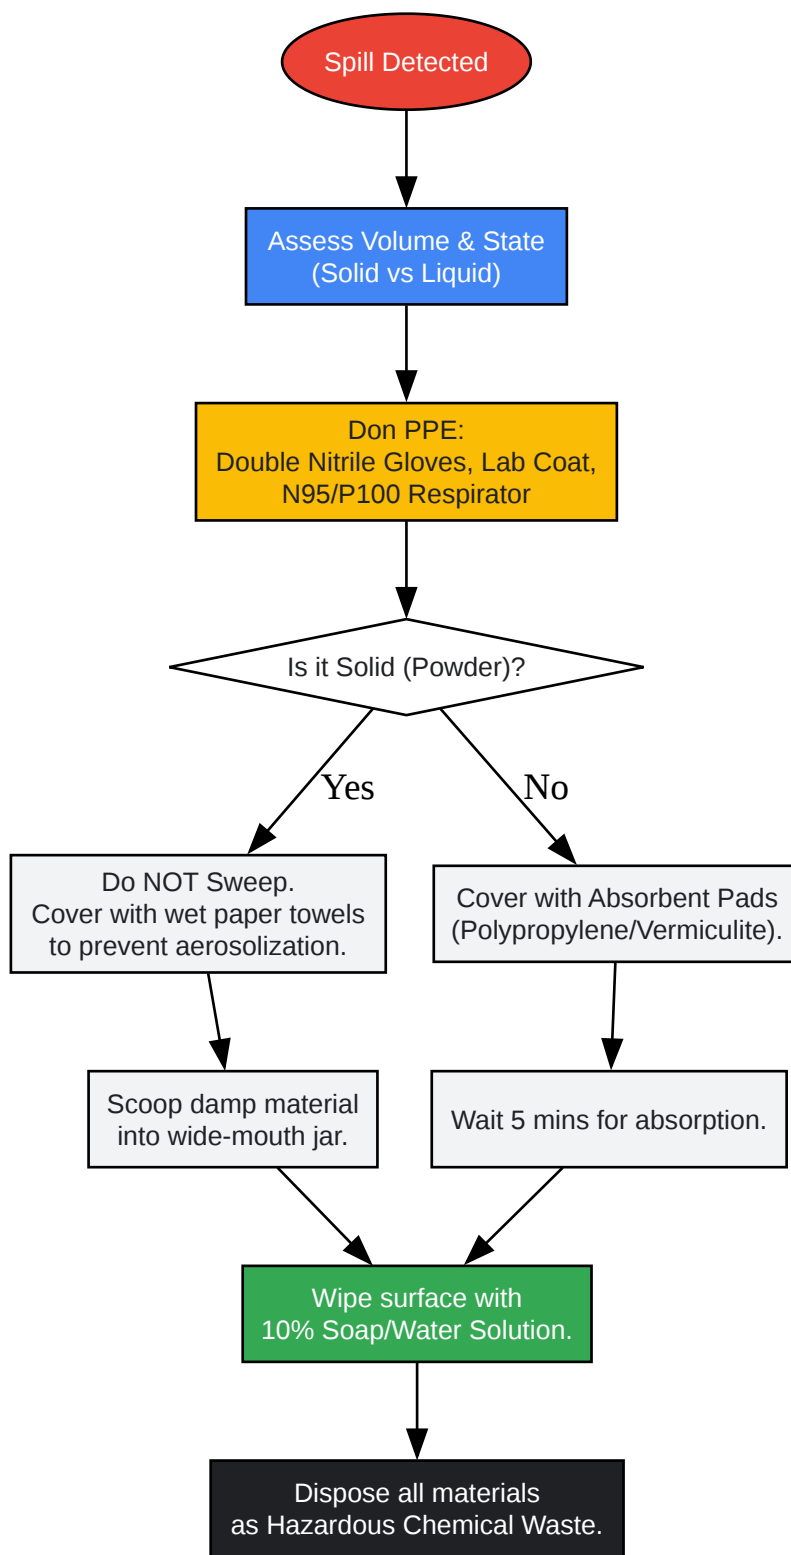 Spill Detected
Assess Volume & State
(Solid vs Liquid)
Don PPE:
Double Nitrile Gloves, Lab Coat,
N95/P100 Respirator
Is it Solid (Powder)?
Yes
No
Do NOT Sweep.
Cover with wet paper towels
to prevent aerosolization.
Cover with Absorbent Pads
(Polypropylene/Vermiculite).
Scoop damp material
into wide-mouth jar.
Wait 5 mins for absorption.
Wipe surface with
10% Soap/Water Solution.
Dispose all materials
as Hazardous Chemical Waste.